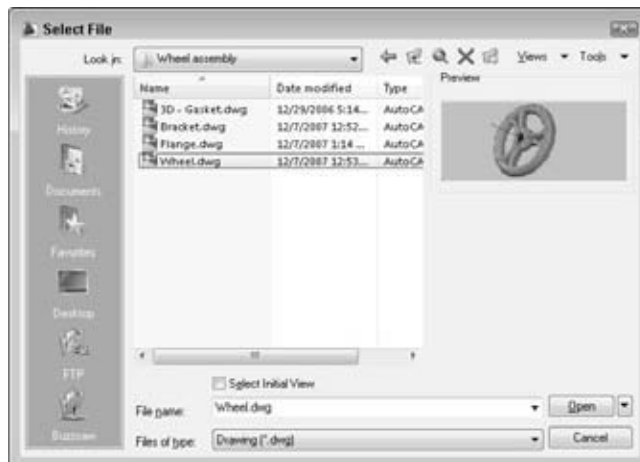 Select File
Look in: Wheel assembly Views Tools
Name Date modified Type Preview
3D - Gasket.dwg 12/29/2006 5:14... AutoCA
Bracket.dwg 12/7/2007 12:52... AutoCA
Flange.dwg 12/7/2007 1:14 ... AutoCA
Wheel.dwg 12/7/2007 12:53... AutoCA
History
Documents
Favorites
Desktop
FTP
Buzzsaw
Select Initial View
File name: Wheel.dwg Open
Files of type: Drawing (*.dwg) Cancel